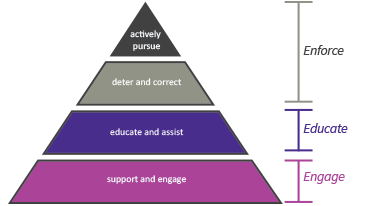 actively
pursue
Enforce
deter and correct
educate and assist
Educate
support and engage
Engage